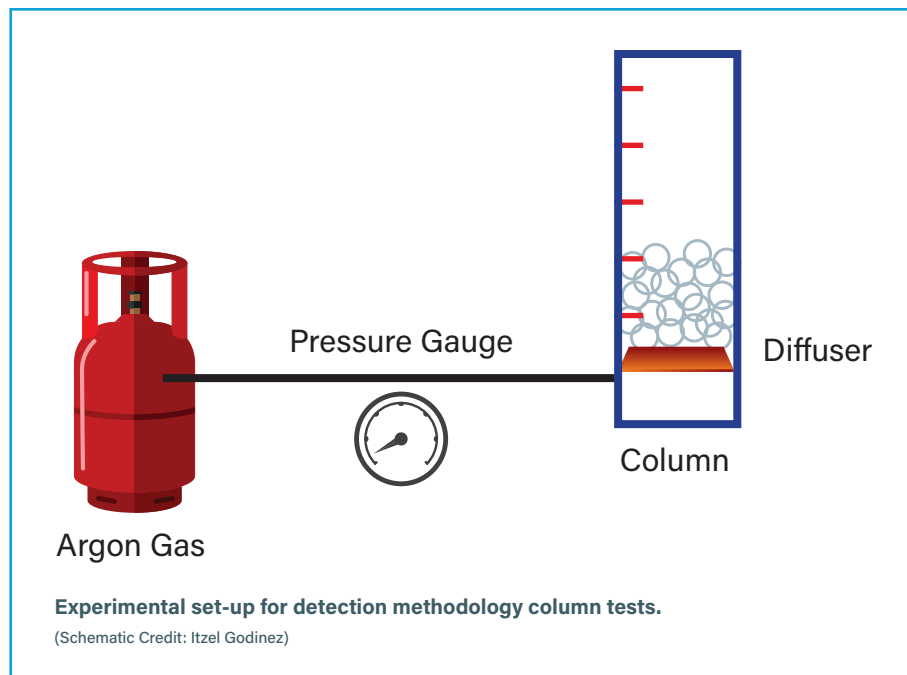 Pressure Gauge
Diffuser
Column
Argon Gas
Experimental set-up for detection methodology column tests.
(Schematic Credit: Itzel Godinez)